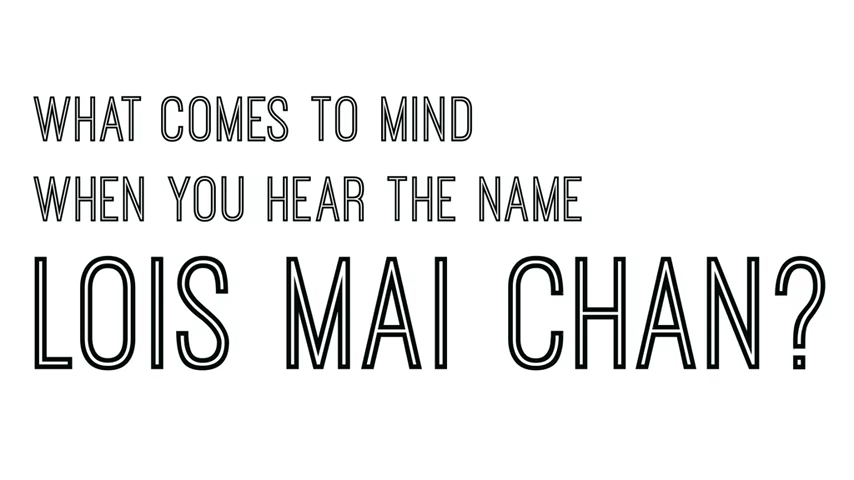 WHAT COMES TO MIND
WHEN YOU HEAR THE NAME
LOIS MAI CHAN?